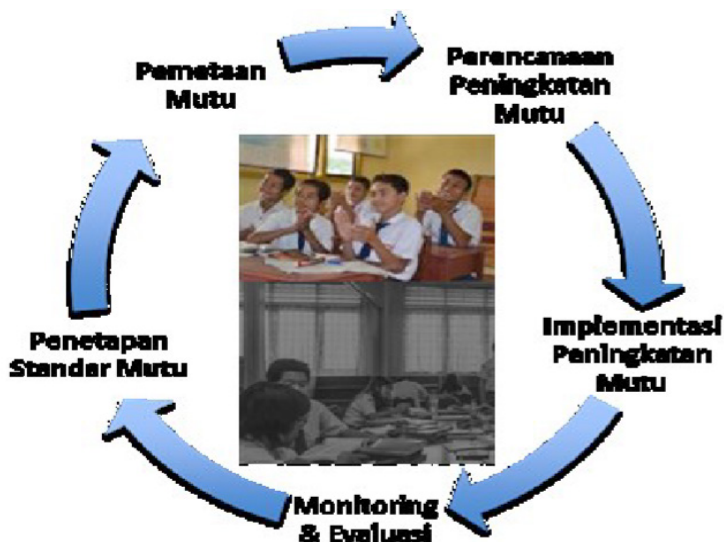 Pemetaan
Mutu
Perencanaan
Peningkatan
Mutu
Implementasi
Peningkatan
Mutu
Monitoring
& Evaluasi
Penetapan
Standar Mutu